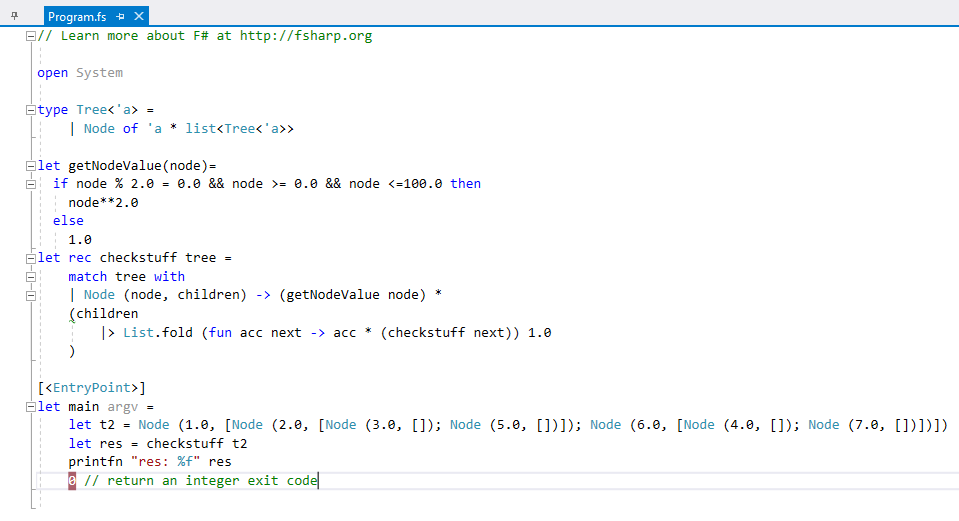 Program.fs
// Learn more about F# at http://fsharp.org
open System
type Tree<'a> =
| Node of 'a * list<Tree<'a>>
let getNodeValue(node)=
if node % 2.0 = 0.0 && node >= 0.0 && node <=100.0 then
node**2.0
else
1.0
let rec checkstuff tree =
match tree with
| Node (node, children) -> (getNodeValue node) *
(children
|> List.fold (fun acc next -> acc * (checkstuff next)) 1.0
)
[<EntryPoint>]
let main argv =
let t2 = Node (1.0, [Node (2.0, [Node (3.0, []); Node (5.0, [])]); Node (6.0, [Node (4.0, []); Node (7.0, [])])])
let res = checkstuff t2
printfn "res: %f" res
0 // return an integer exit code